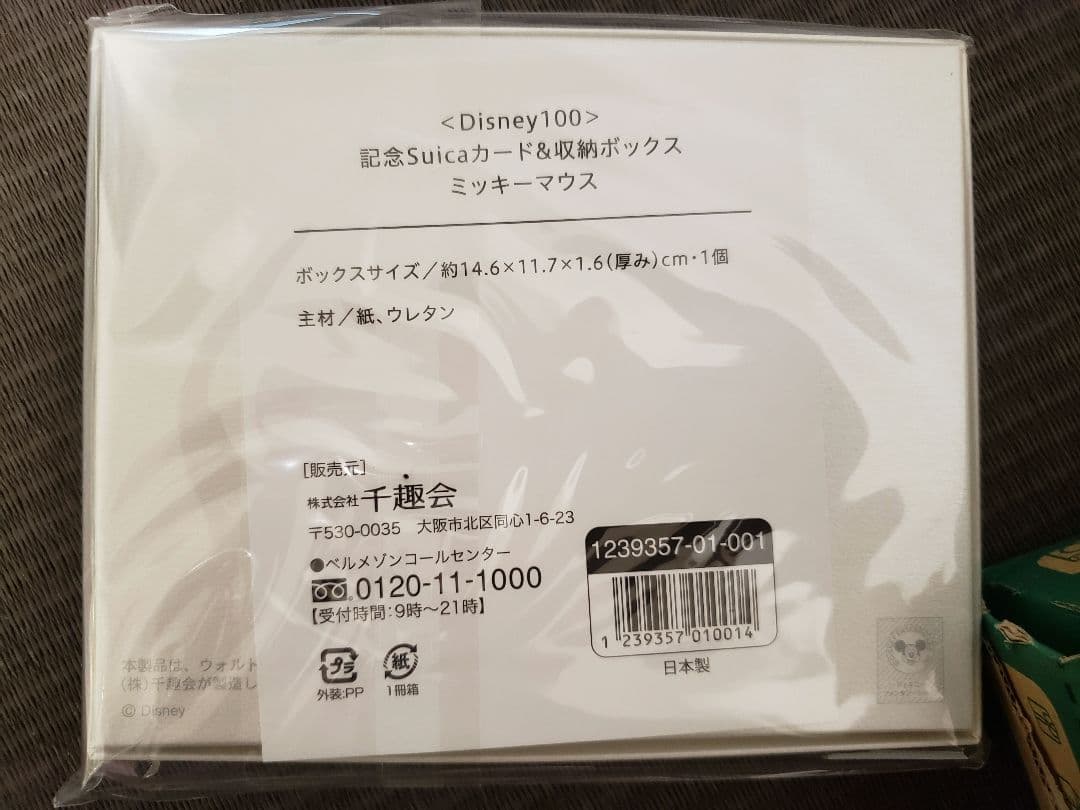 <Disney100>
記念Suicaカード&収納ボックス
ミッキーマウス
ボックスサイズ/約14.6×11.7×1.6(厚み)cm・1個
主材/紙、ウレタン
[販売元]
株式会社千趣会
〒530-0035 大阪市北区同心1-6-23
●ベルメゾンコールセンター
0120-11-1000
【受付時間:9時〜21時】
プラ
外装:PP
紙
1冊箱
1239357-01-001
1 239357 010014
日本製
本製品は、ウォルト
(株)千趣会が製造し
© Disney